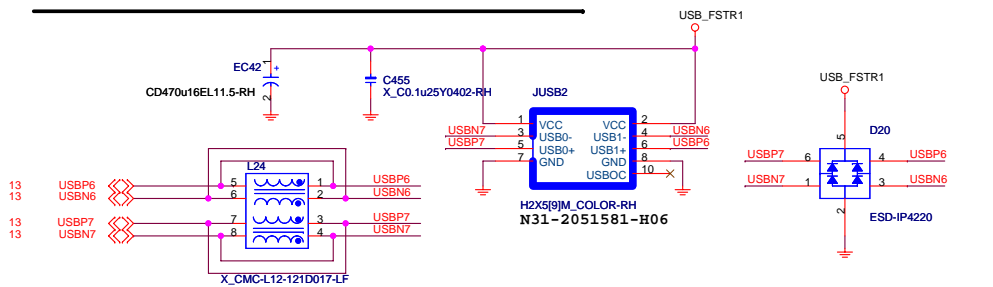 USB_FSTR1
EC42
1
+
2
CD470u16EL11.5-RH
C455
X_C0.1u25Y0402-RH
JUSB2
USB_FSTR1
1 VCC VCC 2
USBN7 3 USB0- USB1- 4 USBN6
USBP7 5 USB0+ USB1+ 6 USBP6
7 GND GND 8
USBOC 10
H2X5[9]M_COLOR-RH
N31-2051581-H06
5
D20
USBP7 6 4 USBP6
USBN7 1 3 USBN6
2
ESD-IP4220
L24
13 USBP6 5 1 USBP6
13 USBN6 6 2 USBN6
13 USBP7 7 3 USBP7
13 USBN7 8 4 USBN7
X_CMC-L12-121D017-LF